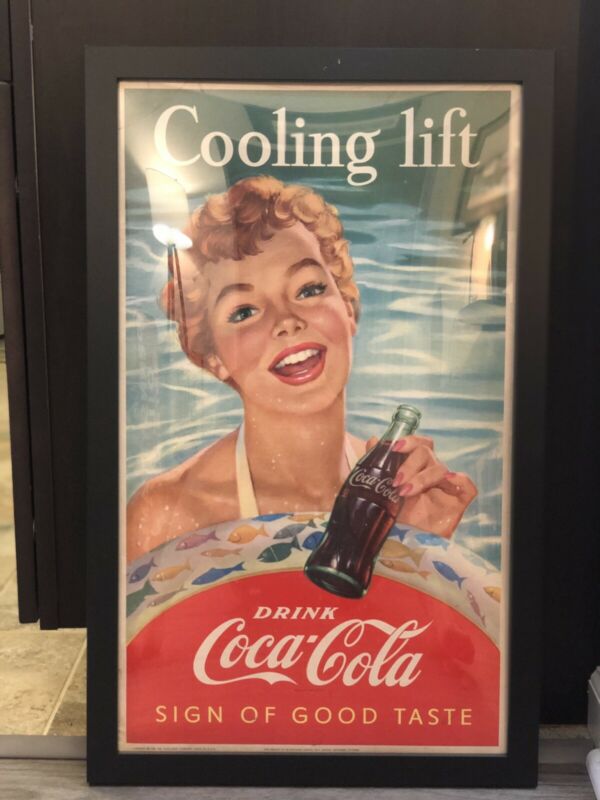 Cooling lift
Coca-Cola
DRINK
Coca-Cola
SIGN OF GOOD TASTE